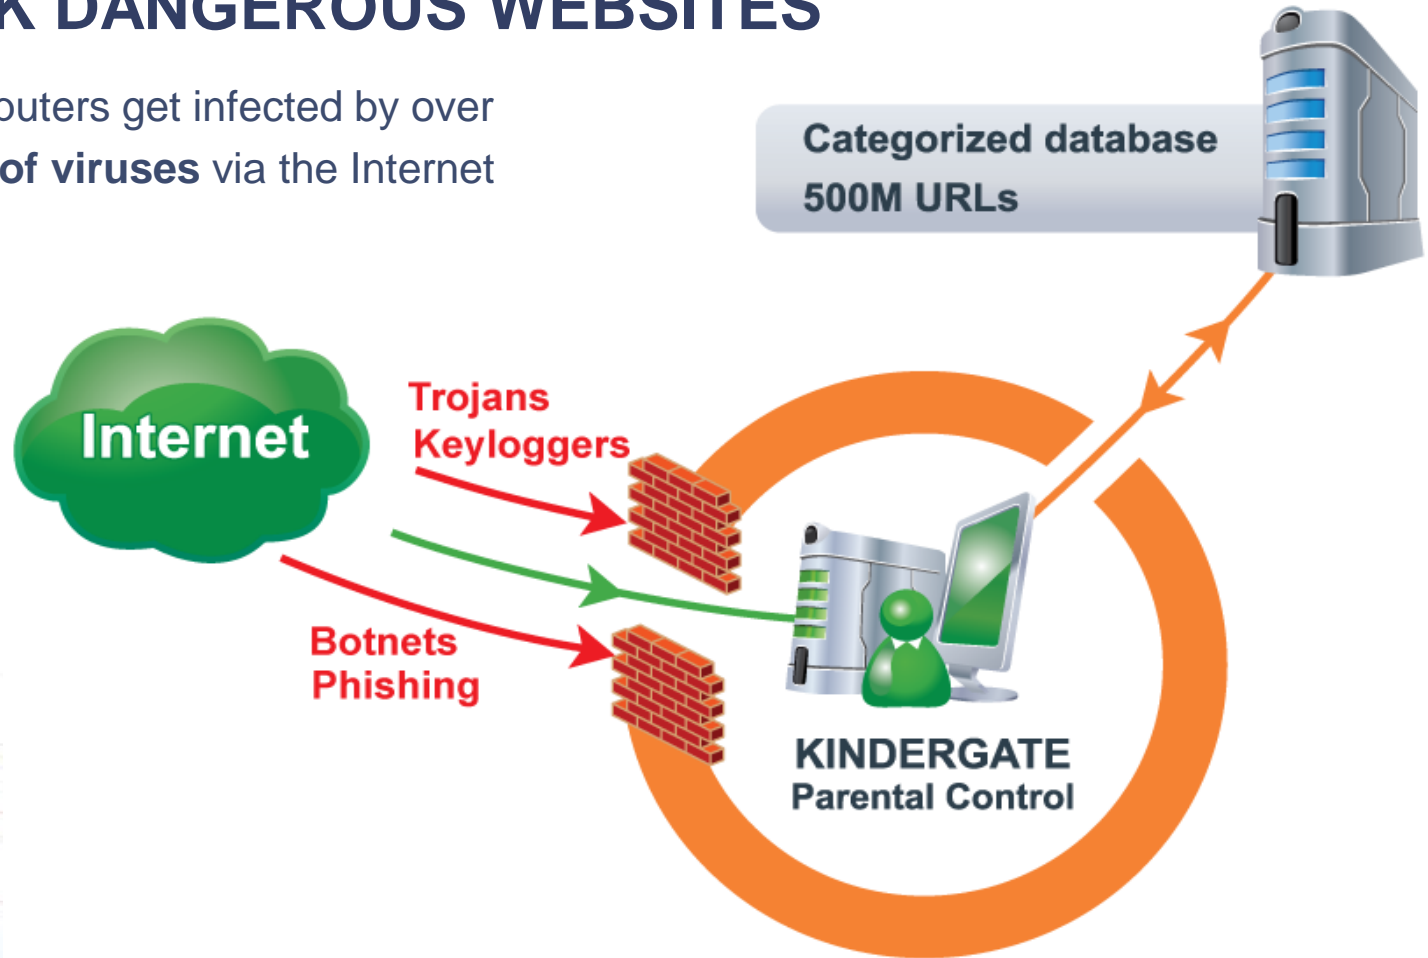 K DANGEROUS WEBSITES
outers get infected by over
of viruses via the Internet
Categorized database
500M URLs
Internet
Trojans
Keyloggers
Botnets
Phishing
KINDERGATE
Parental Control